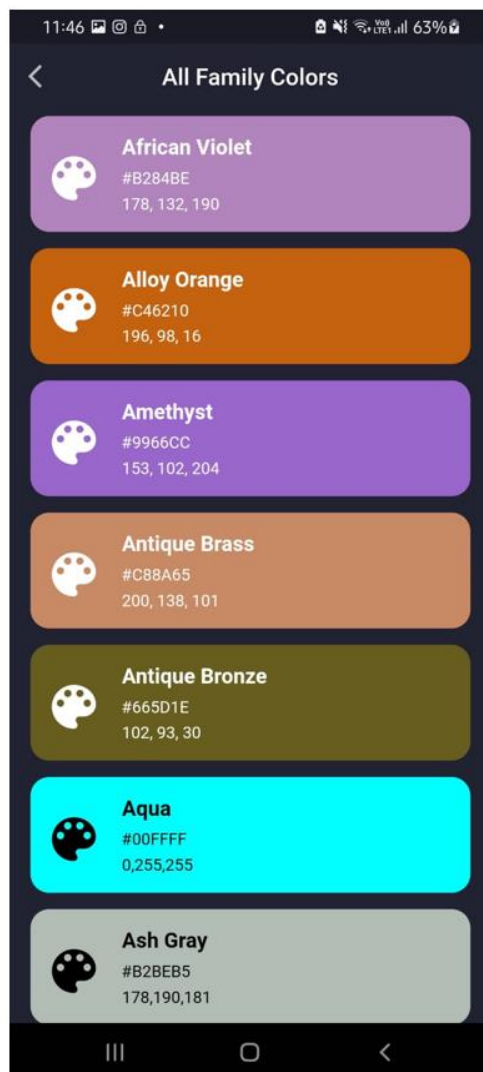 11:46
Vo))
LTE1
63%
All Family Colors
African Violet
#B284BE
178, 132, 190
Alloy Orange
#C46210
196, 98, 16
Amethyst
#9966CC
153, 102, 204
Antique Brass
#C88A65
200, 138, 101
Antique Bronze
#665D1E
102, 93, 30
Aqua
#00FFFF
0,255,255
Ash Gray
#B2BEB5
178,190,181